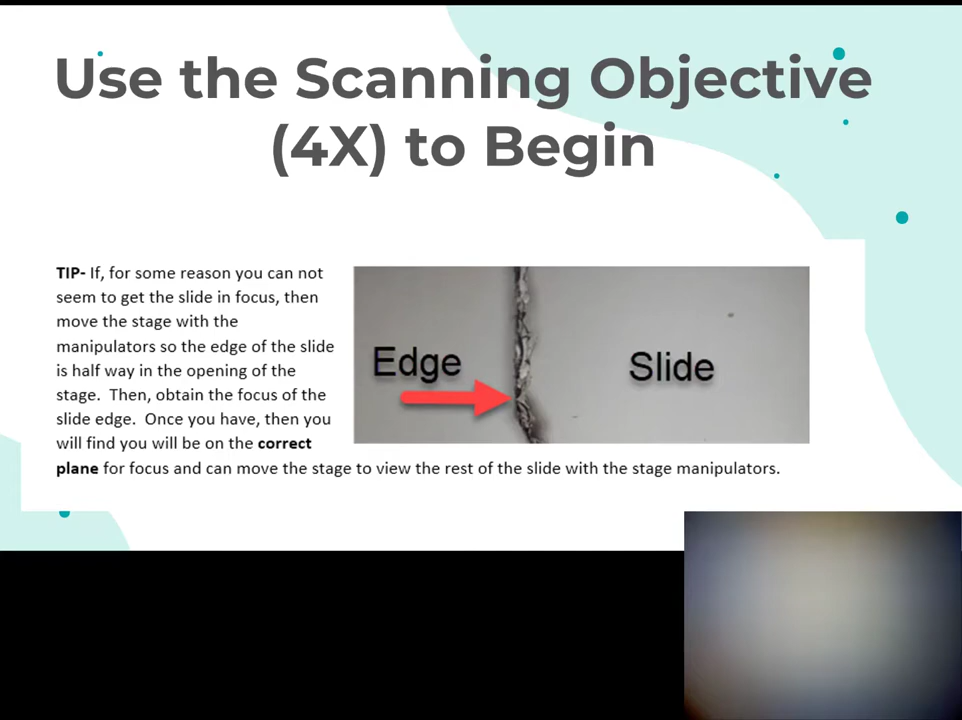 Use the Scanning Objective
(4X) to Begin
TIP- If, for some reason you can not
seem to get the slide in focus, then
move the stage with the
manipulators so the edge of the slide
is half way in the opening of the
stage.  Then, obtain the focus of the
slide edge.  Once you have, then you
will find you will be on the correct
plane for focus and can move the stage to view the rest of the slide with the stage manipulators.
Edge
Slide